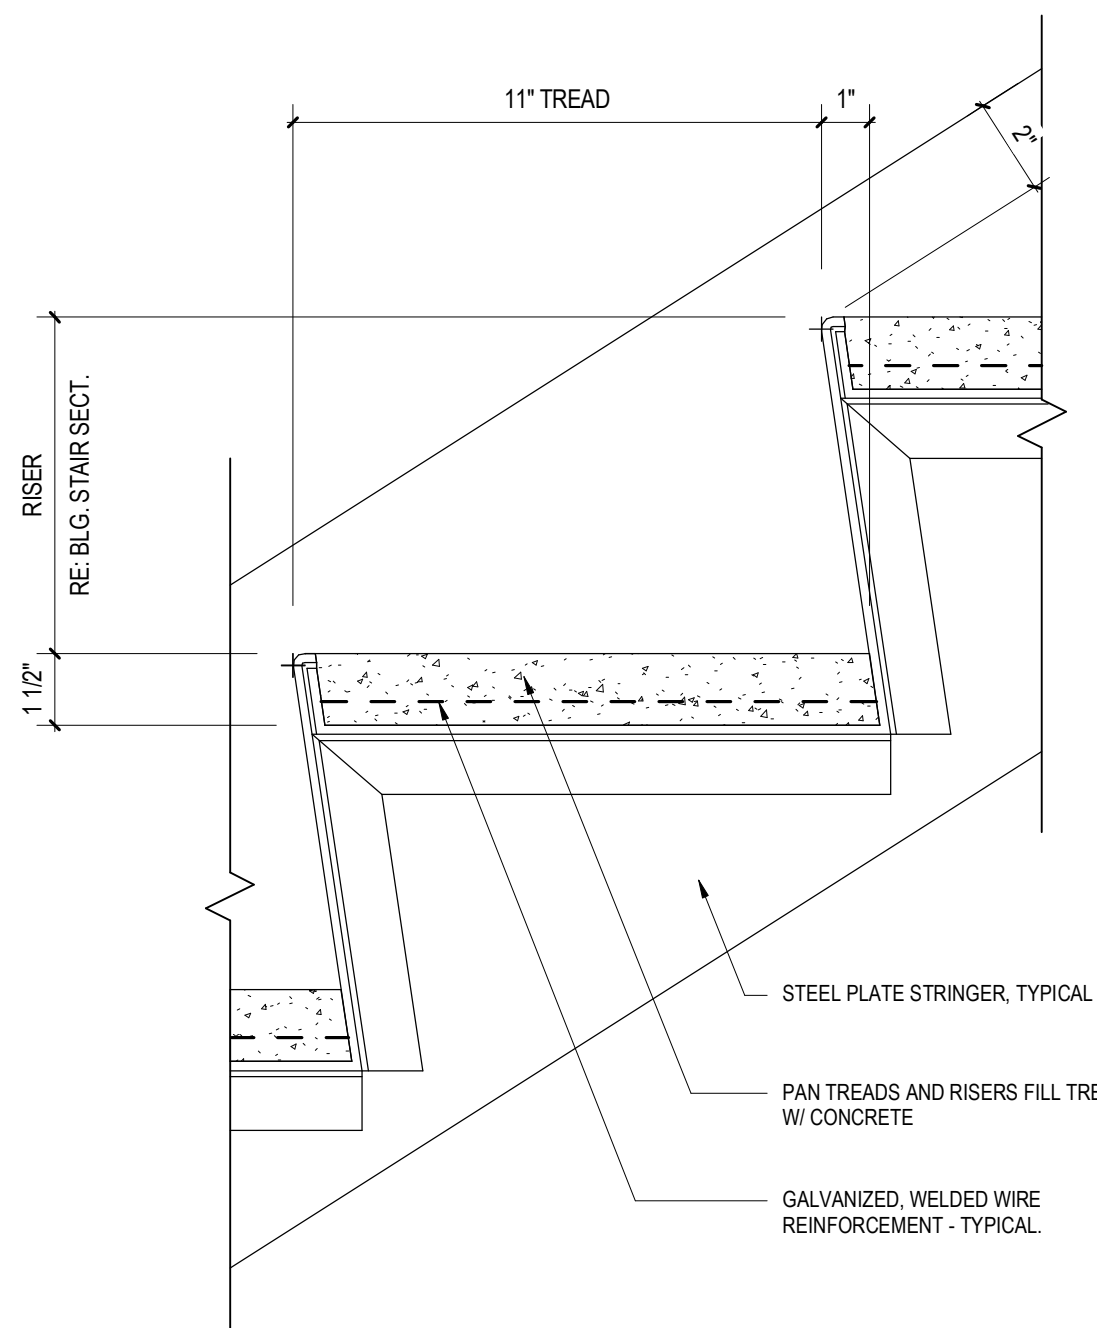 11" TREAD
1"
2"
RISER
RE: BLG. STAIR SECT.
1 1/2"
STEEL PLATE STRINGER, TYPICAL
PAN TREADS AND RISERS FILL
W/ CONCRETE
GALVANIZED, WELDED WIRE
REINFORCEMENT - TYPICAL.